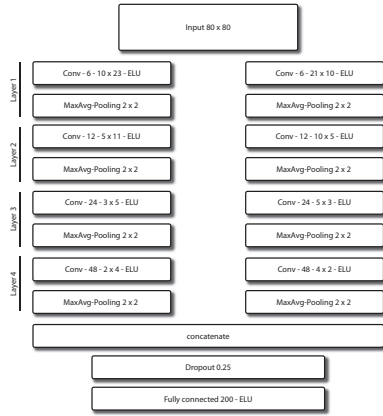 Input 80 x 80
Layer 1
Conv - 6 - 10 x 23 - ELU
Conv - 6 - 21 x 10 - ELU
MaxAvg-Pooling 2 x 2
MaxAvg-Pooling 2 x 2
Layer 2
Conv - 12 - 5 x 11 - ELU
Conv - 12 - 10 x 5 - ELU
MaxAvg-Pooling 2 x 2
MaxAvg-Pooling 2 x 2
Layer 3
Conv - 24 - 3 x 5 - ELU
Conv - 24 - 5 x 3 - ELU
MaxAvg-Pooling 2 x 2
MaxAvg-Pooling 2 x 2
Layer 4
Conv - 48 - 2 x 4 - ELU
Conv - 48 - 4 x 2 - ELU
MaxAvg-Pooling 2 x 2
MaxAvg-Pooling 2 x 2
concatenate
Dropout 0.25
Fully connected 200 - ELU